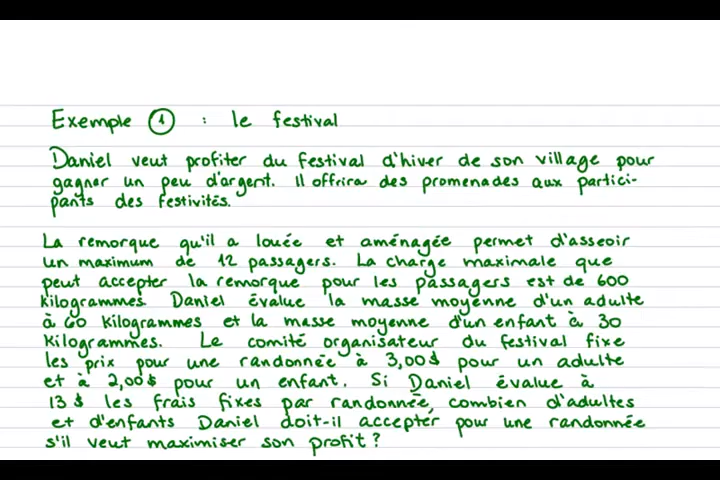 Exemple 1 : le festival
Daniel veut profiter du festival d'hiver de son village pour
gagner un peu d'argent. Il offrira des promenades aux partici-
pants des festivités.
La remorque qu'il a louée et aménagée permet d'asseoir
un maximum de 12 passagers. La charge maximale que
peut accepter la remorque pour les passagers est de 600
kilogrammes. Daniel évalue la masse moyenne d'un adulte
à 60 kilogrammes et la masse moyenne d'un enfant à 30
kilogrammes. Le comité organisateur du festival fixe
les prix pour une randonnée à 3,00$ pour un adulte
et à 2,00$ pour un enfant. Si Daniel évalue à
13 $ les frais fixes par randonnée, combien d'adultes
et d'enfants Daniel doit-il accepter pour une randonnée
s'il veut maximiser son profit ?